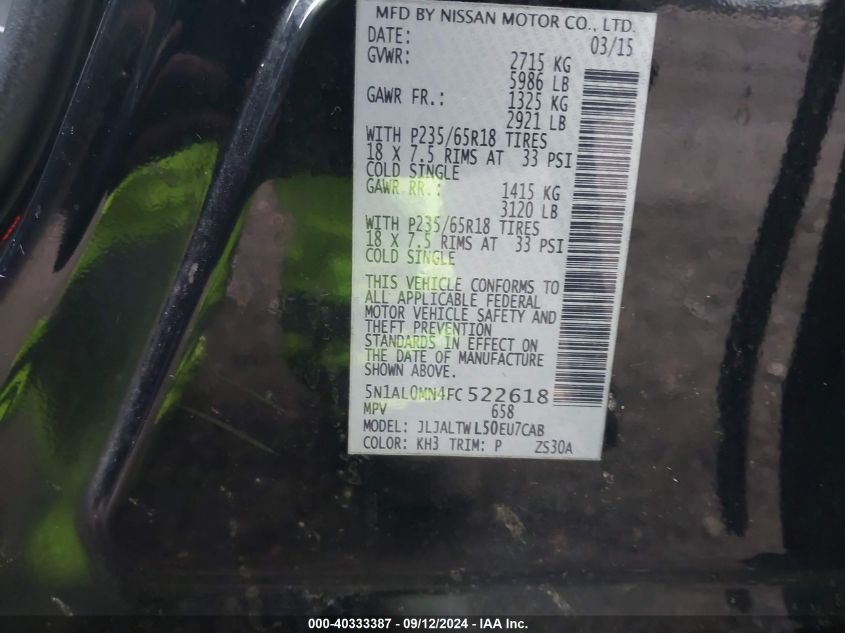 MFD BY NISSAN MOTOR CO., LTD.
DATE: 03/15
GVWR: 2715 KG
5986 LB
GAWR FR.: 1325 KG
2921 LB
WITH P235/65R18 TIRES
18 X 7.5 RIMS AT 33 PSI
COLD SINGLE
GAWR RR.: 1415 KG
3120 LB
WITH P235/65R18 TIRES
18 X 7.5 RIMS AT 33 PSI
COLD SINGLE
THIS VEHICLE CONFORMS TO
ALL APPLICABLE FEDERAL
MOTOR VEHICLE SAFETY AND
THEFT PREVENTION
STANDARDS IN EFFECT ON
THE DATE OF MANUFACTURE
SHOWN ABOVE.
5N1AL0MN4FC522618
MPV 658
MODEL: JLJALTWL50EU7CAB
COLOR: KH3 TRIM: P ZS30A
000-40333387 - 09/12/2024 - IAA Inc.